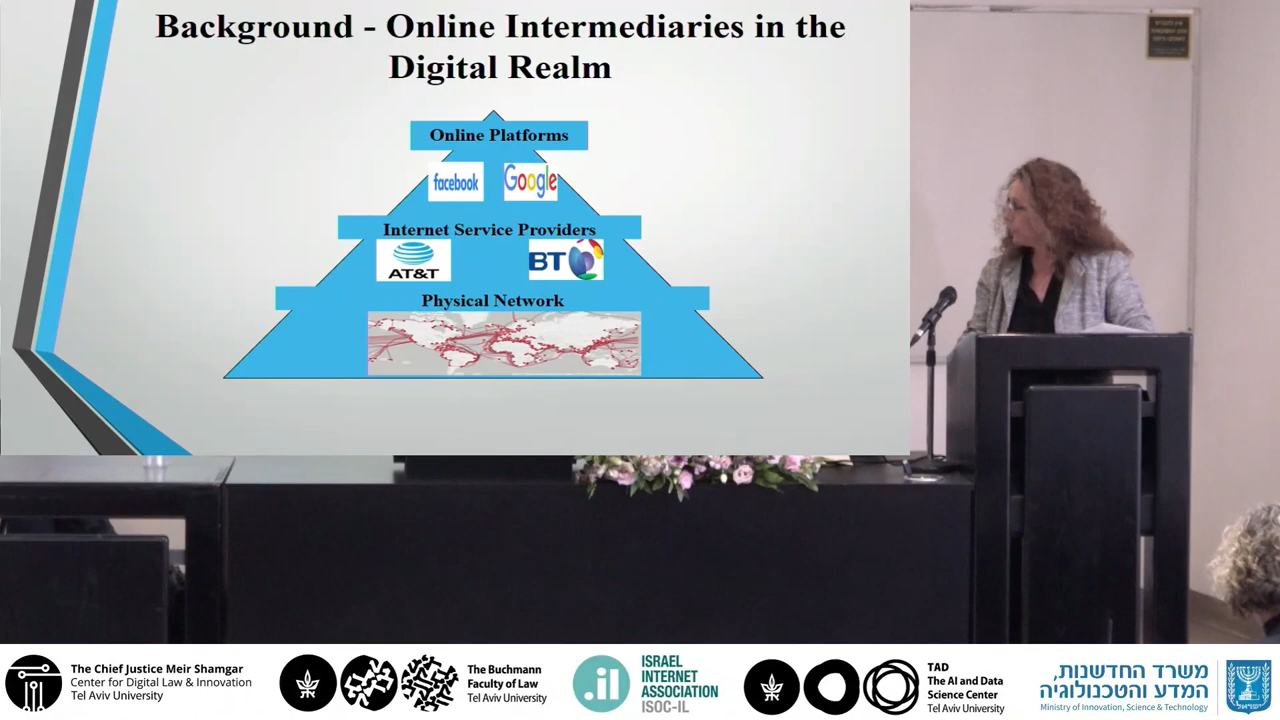 Background - Online Intermediaries in the
Digital Realm
Online Platforms
facebook
Google
Internet Service Providers
AT&T
BT
Physical Network
The Chief Justice Meir Shamgar
Center for Digital Law & Innovation
Tel Aviv University
The Buchmann
Faculty of Law
Tel Aviv University
.il
ISRAEL
INTERNET
ASSOCIATION
ISOC-IL
TAD
The AI and Data
Science Center
Tel Aviv University
משרד החדשנות,
המדע והטכנולוגיה
Ministry of Innovation, Science & Technology